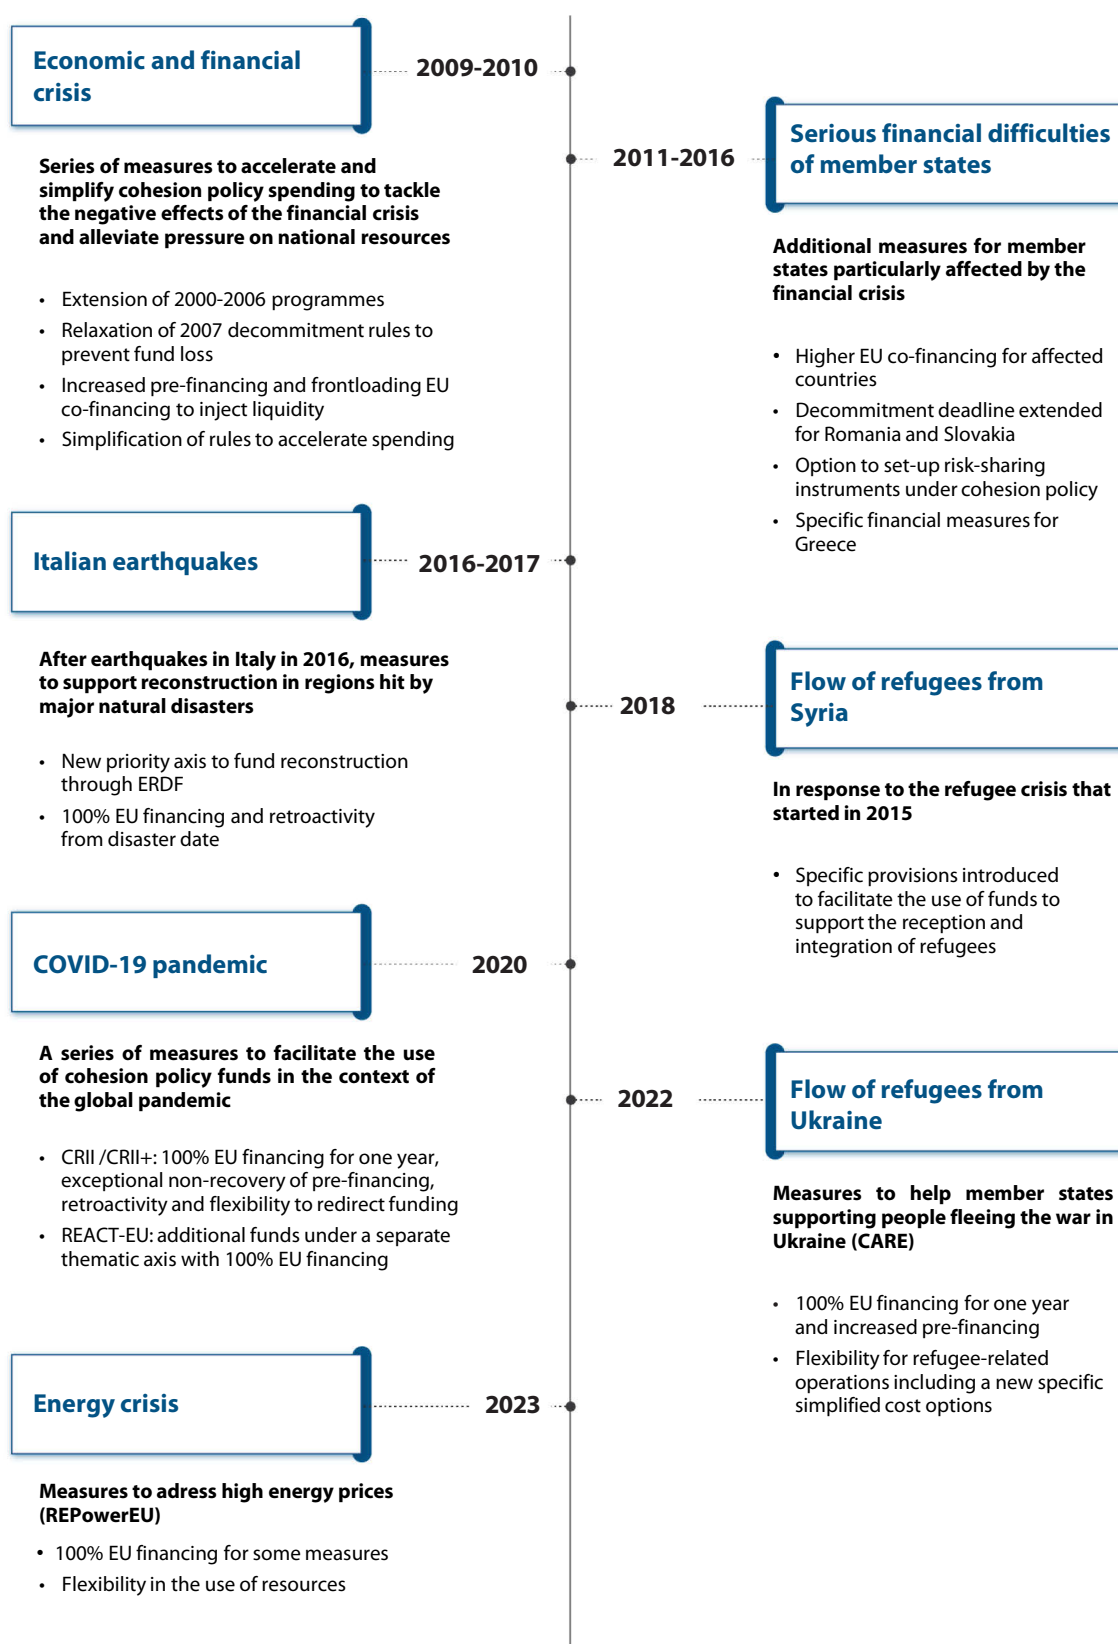 Economic and financial
crisis
2009-2010
Series of measures to accelerate and
simplify cohesion policy spending to tackle
the negative effects of the financial crisis
and alleviate pressure on national resources
• Extension of 2000-2006 programmes
• Relaxation of 2007 decommitment rules to
prevent fund loss
• Increased pre-financing and frontloading EU
co-financing to inject liquidity
• Simplification of rules to accelerate spending
2011-2016
Serious financial difficulties
of member states
Additional measures for member
states particularly affected by the
financial crisis
• Higher EU co-financing for affected
countries
• Decommitment deadline extended
for Romania and Slovakia
• Option to set-up risk-sharing
instruments under cohesion policy
• Specific financial measures for
Greece
Italian earthquakes
2016-2017
After earthquakes in Italy in 2016, measures
to support reconstruction in regions hit by
major natural disasters
• New priority axis to fund reconstruction
through ERDF
• 100% EU financing and retroactivity
from disaster date
2018
Flow of refugees from
Syria
In response to the refugee crisis that
started in 2015
• Specific provisions introduced
to facilitate the use of funds to
support the reception and
integration of refugees
COVID-19 pandemic
2020
A series of measures to facilitate the use
of cohesion policy funds in the context of
the global pandemic
• CRII /CRII+: 100% EU financing for one year,
exceptional non-recovery of pre-financing,
retroactivity and flexibility to redirect funding
• REACT-EU: additional funds under a separate
thematic axis with 100% EU financing
2022
Flow of refugees from
Ukraine
Measures to help member states
supporting people fleeing the war in
Ukraine (CARE)
• 100% EU financing for one year
and increased pre-financing
• Flexibility for refugee-related
operations including a new specific
simplified cost options
Energy crisis
2023
Measures to adress high energy prices
(REPowerEU)
• 100% EU financing for some measures
• Flexibility in the use of resources